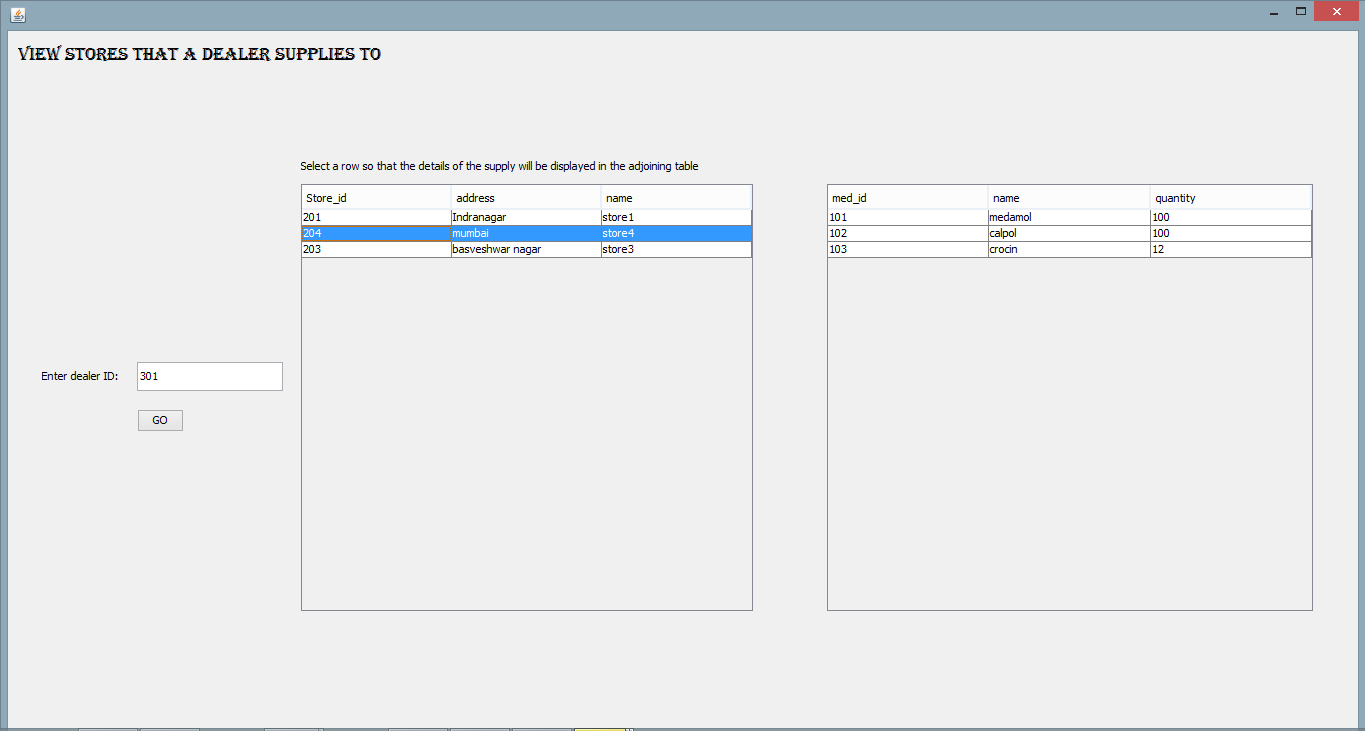 VIEW STORES THAT A DEALER SUPPLIES TO
Select a row so that the details of the supply will be displayed in the adjoining table
Store_id address name
201 Indranagar store1
204 mumbai store4
203 basveshwar nagar store3
med_id name quantity
101 medamol 100
102 calpol 100
103 crocin 12
Enter dealer ID: 301
GO